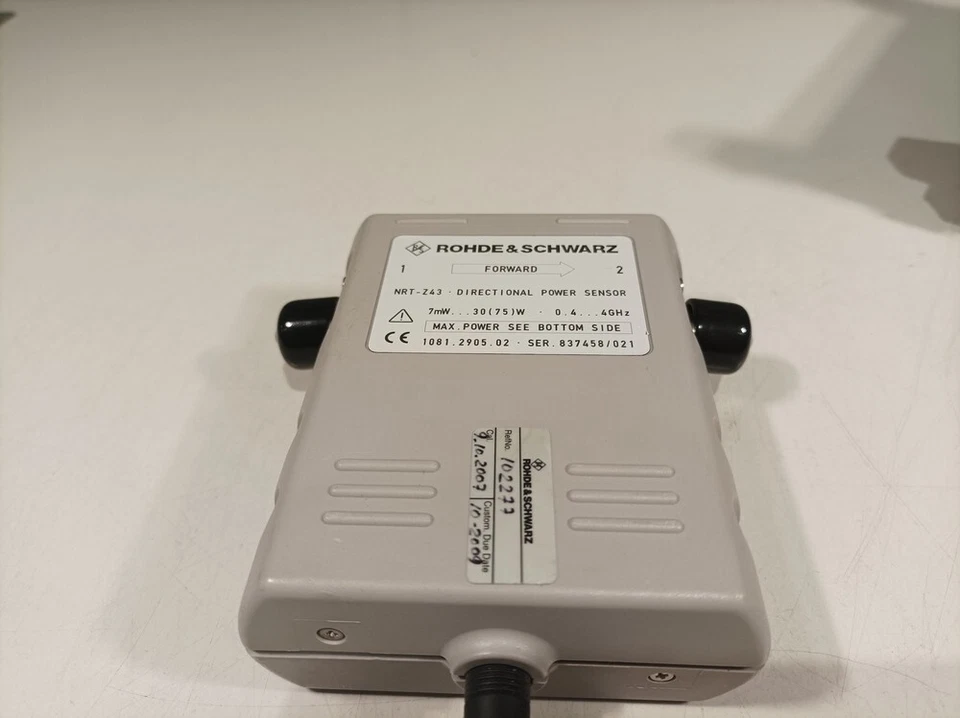 ROHDE & SCHWARZ
1 FORWARD 2
NRT-Z43 · DIRECTIONAL POWER SENSOR
7mW...30(75)W · 0.4...4GHz
MAX.POWER SEE BOTTOM SIDE
CE 1081.2905.02 · SER.837458/021
ROHDE&SCHWARZ
RefNo. 102277
Cal. Custom. Due Date
9.10.2007 10-2009